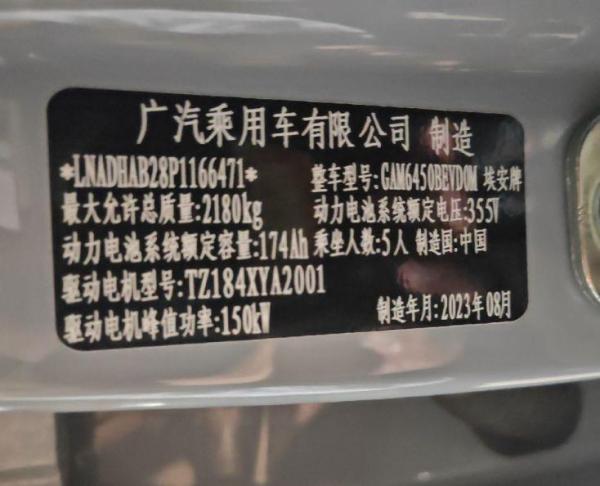 广汽乘用车有限公司 制造
*LNADHAB28P1166471* 整车型号:GAM6450BEVD0M 埃安牌
最大允许总质量:2180kg 动力电池系统额定电压:355V
动力电池系统额定容量:174Ah 乘坐人数:5人 制造国:中国
驱动电机型号:TZ184XYA2001
驱动电机峰值功率:150kW 制造年月:2023年08月